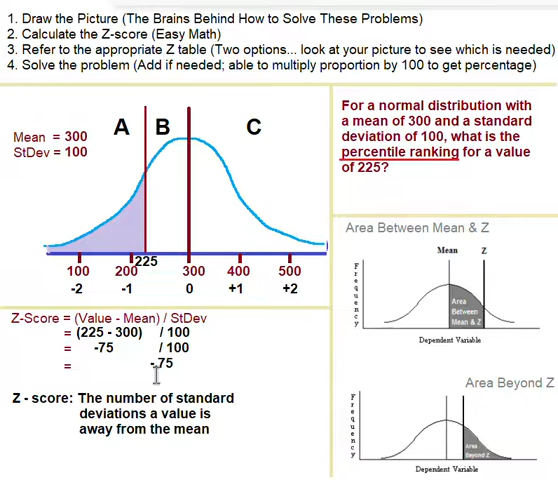 1. Draw the Picture (The Brains Behind How to Solve These Problems)
2. Calculate the Z-score (Easy Math)
3. Refer to the appropriate Z table (Two options... look at your picture to see which is needed)
4. Solve the problem (Add if needed; able to multiply proportion by 100 to get percentage)
Mean = 300
StDev = 100
A B C
225
100 200 300 400 500
-2 -1 0 +1 +2
For a normal distribution with
a mean of 300 and a standard
deviation of 100, what is the
percentile ranking for a value
of 225?
Z-Score = (Value - Mean) / StDev
= (225 - 300) / 100
= -75 / 100
= -.75
Z - score: The number of standard
deviations a value is
away from the mean
Area Between Mean & Z
Mean Z
Frequency
Area
Between
Mean & Z
Dependent Variable
Area Beyond Z
Frequency
Area
Beyond Z
Dependent Variable